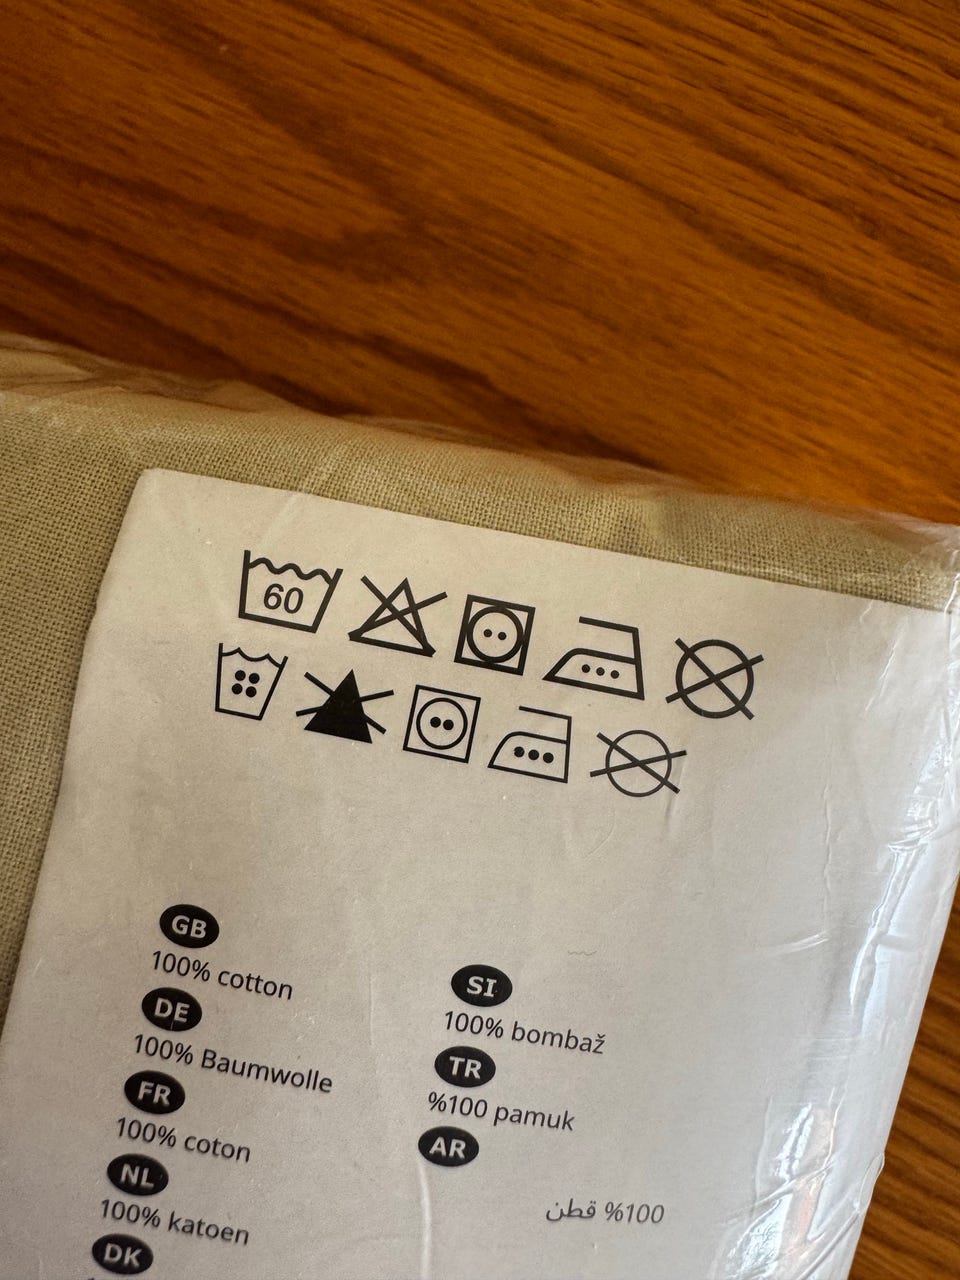 60
GB
100% cotton
DE
100% Baumwolle
FR
100% coton
NL
100% katoen
DK
SI
100% bombaž
TR
%100 pamuk
AR
%100 قطن